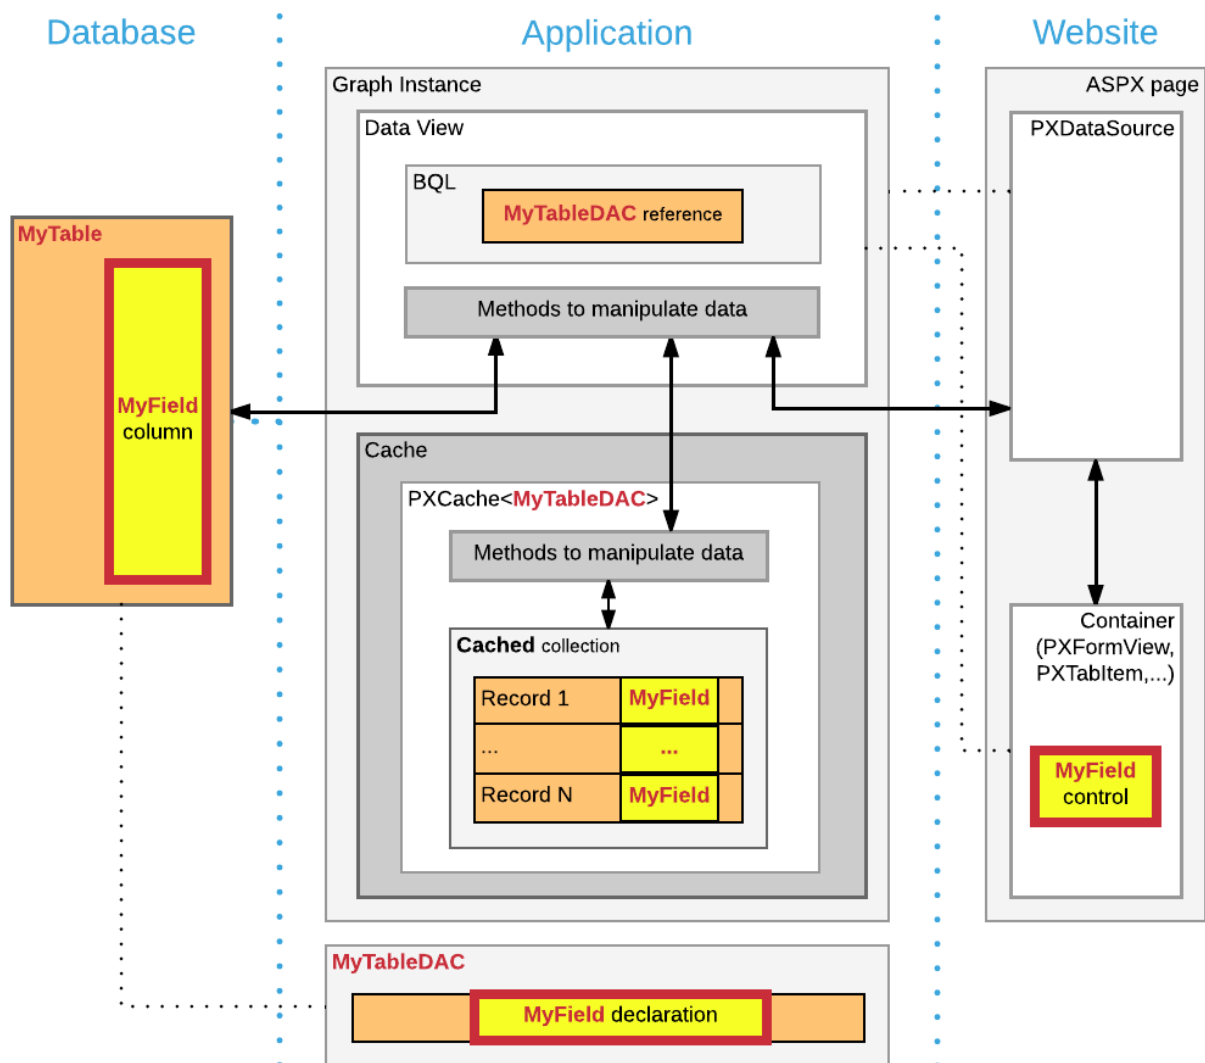 Database
Application
Website
Graph Instance
ASPX page
Data View
PXDataSource
BQL
MyTableDAC reference
MyTable
Methods to manipulate data
MyField
column
Cache
PXCache<MyTableDAC>
Methods to manipulate data
Cached collection
Record 1 MyField
... ...
Record N MyField
Container
(PXFormView,
PXTabItem,...)
MyField
control
MyTableDAC
MyField declaration